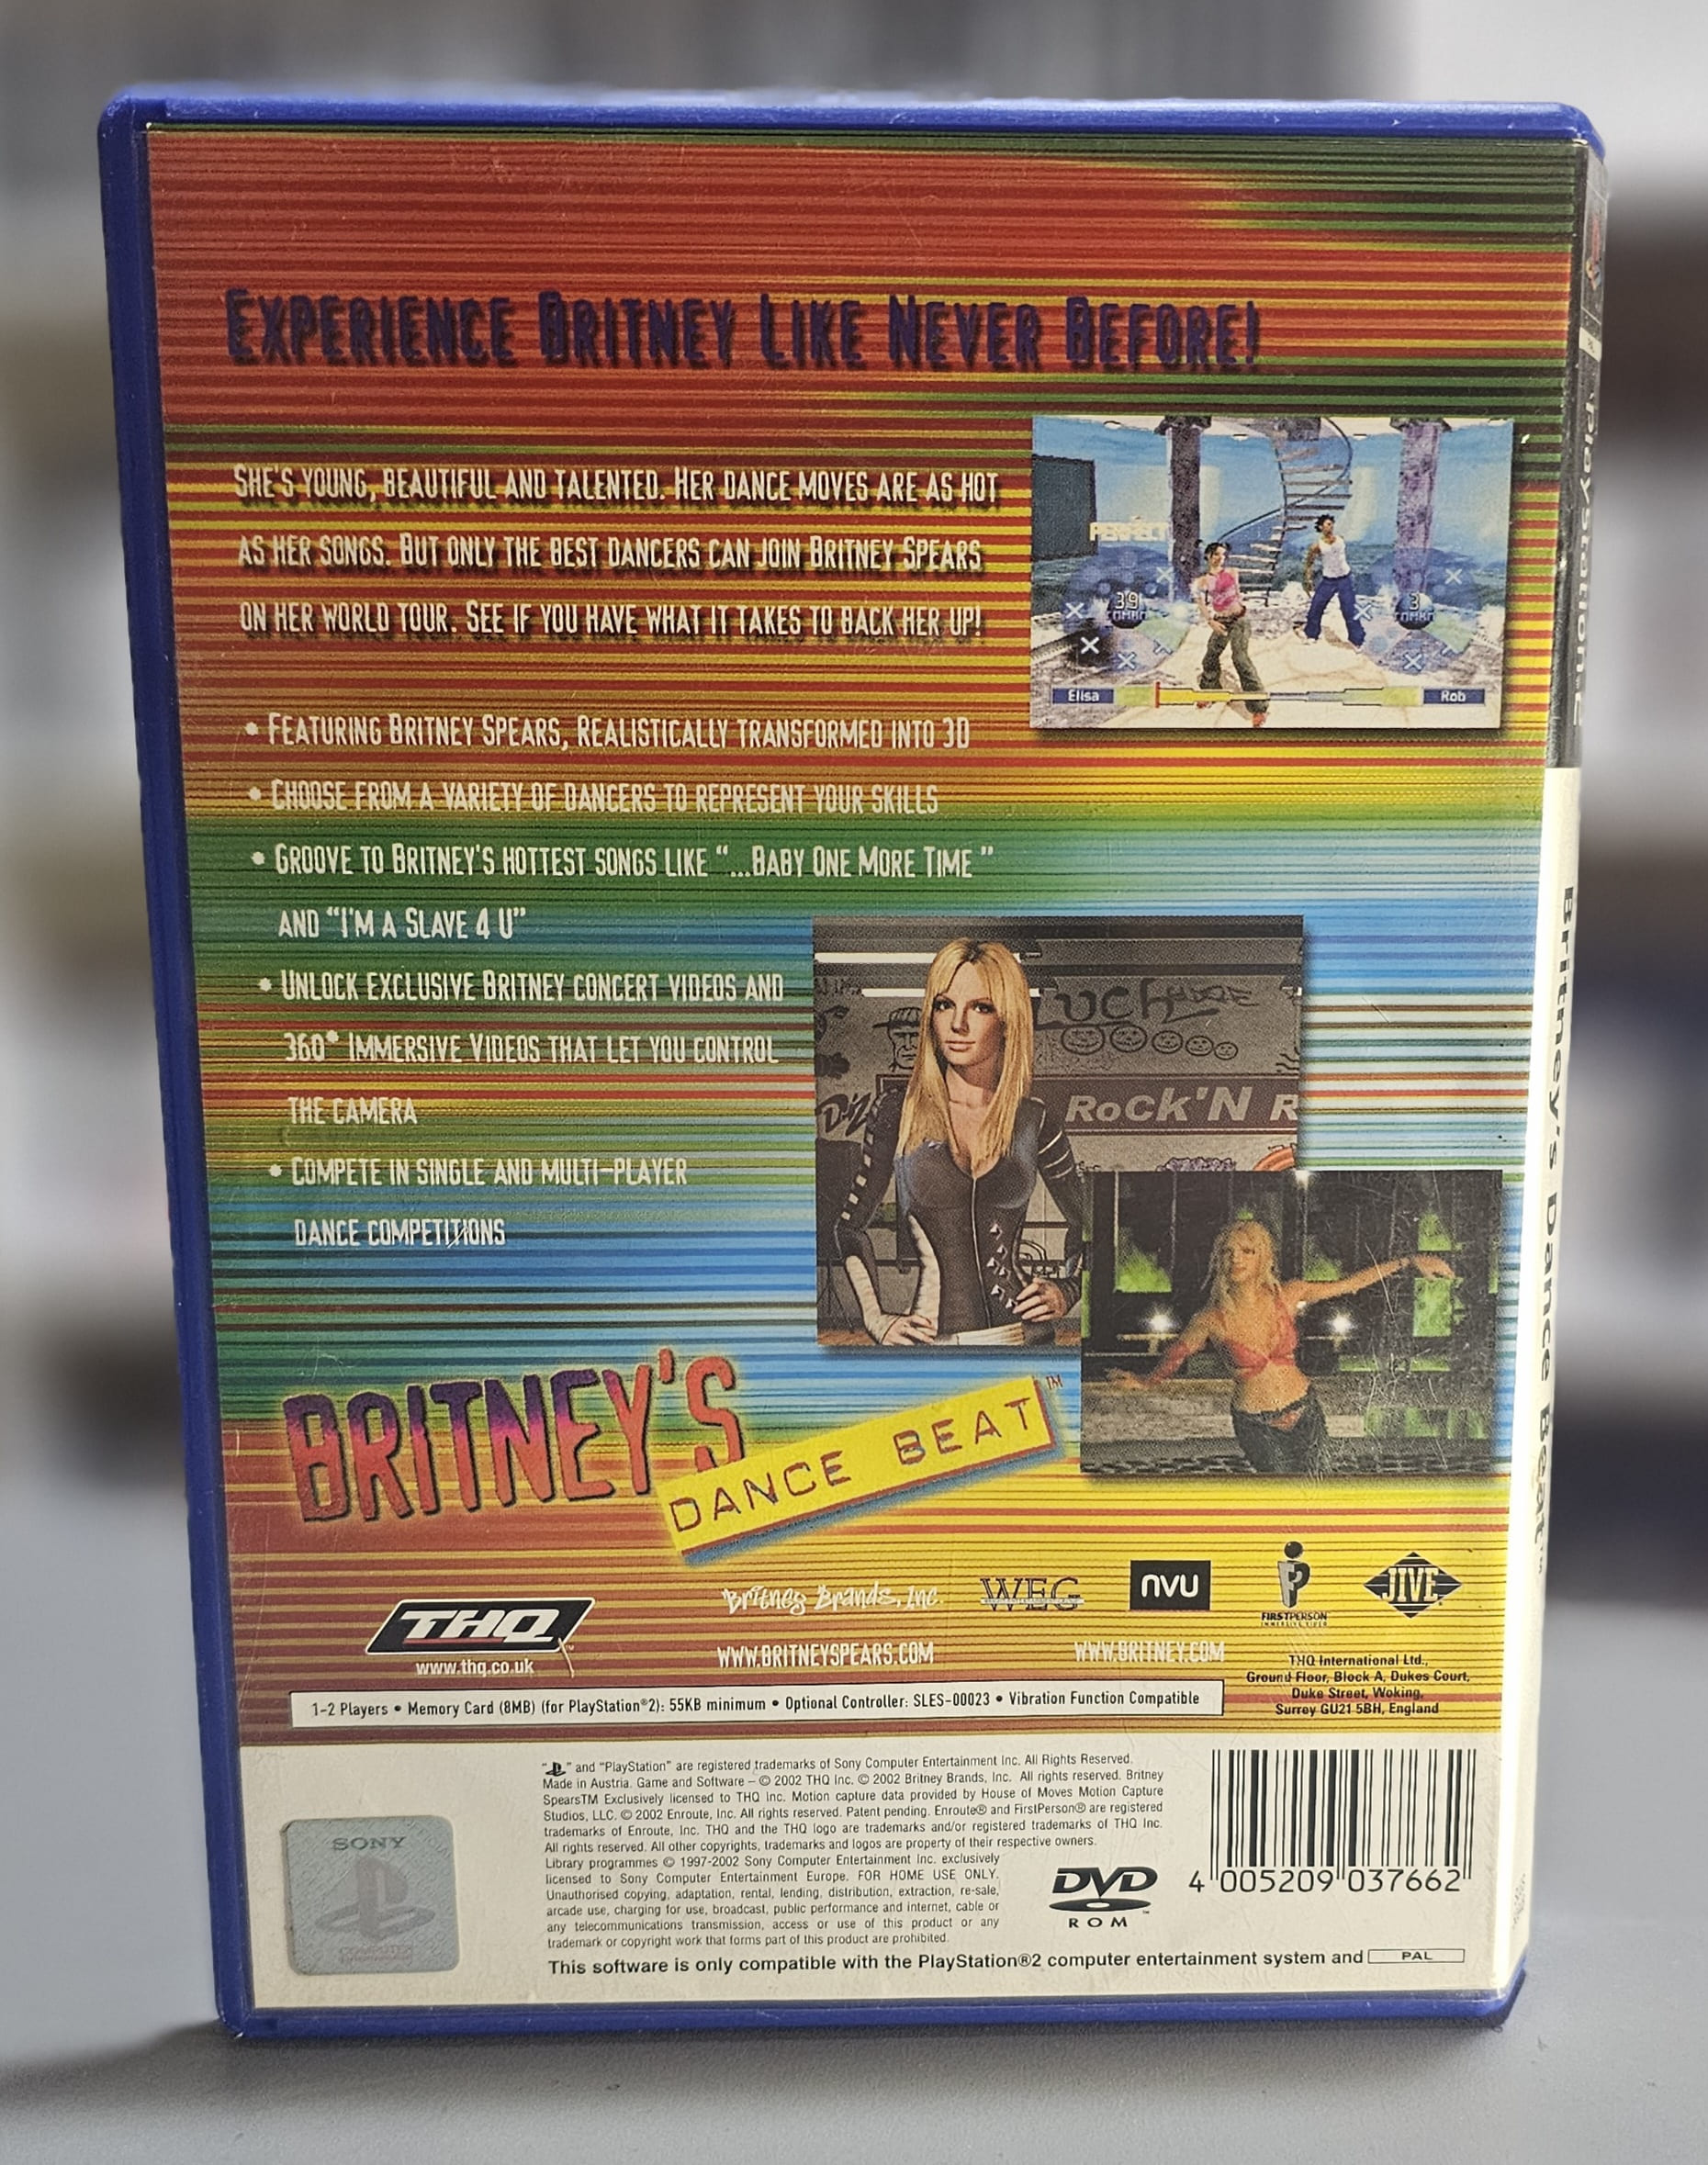 Experience Britney Like Never Before!
She's young, beautiful and talented. Her dance moves are as hot
as her songs. But only the best dancers can join Britney Spears
on her world tour. See if you have what it takes to back her up!
PERFECT
39
COMBO
3
COMBO
Elisa
Rob
• Featuring Britney Spears, Realistically transformed into 3D
• Choose from a variety of dancers to represent your skills
• Groove to Britney's hottest songs like "...Baby One More Time"
and "I'm a Slave 4 U"
• Unlock exclusive Britney concert videos and
360° Immersive Videos that let you control
the camera
• Compete in single and multi-player
dance competitions
Rock'N R
BRITNEY'S
DANCE BEAT™
THQ
www.thq.co.uk
Britney Brands, Inc.
www.britneyspears.com
WEG
nvu
www.britney.com
FIRSTPERSON
JIVE
THQ International Ltd.,
Ground Floor, Block A, Dukes Court,
Duke Street, Woking,
Surrey GU21 5BH, England
1-2 Players • Memory Card (8MB) (for PlayStation®2): 55KB minimum • Optional Controller: SLES-00023 • Vibration Function Compatible
" " and "PlayStation" are registered trademarks of Sony Computer Entertainment Inc. All Rights Reserved.
Made in Austria. Game and Software – © 2002 THQ Inc. © 2002 Britney Brands, Inc. All rights reserved. Britney
SpearsTM Exclusively licensed to THQ Inc. Motion capture data provided by House of Moves Motion Capture
Studios, LLC. © 2002 Enroute, Inc. All rights reserved. Patent pending. Enroute® and FirstPerson® are registered
trademarks of Enroute, Inc. THQ and the THQ logo are trademarks and/or registered trademarks of THQ Inc.
All rights reserved. All other copyrights, trademarks and logos are property of their respective owners.
Library programmes © 1997-2002 Sony Computer Entertainment Inc. exclusively
licensed to Sony Computer Entertainment Europe. FOR HOME USE ONLY.
Unauthorised copying, adaptation, rental, lending, distribution, extraction, re-sale,
arcade use, charging for use, broadcast, public performance and internet, cable or
any telecommunications transmission, access or use of this product or any
trademark or copyright work that forms part of this product are prohibited.
This software is only compatible with the PlayStation®2 computer entertainment system and PAL
SONY
DVD
ROM
4 005209 037662
PlayStation®2
Britney's Dance Beat™